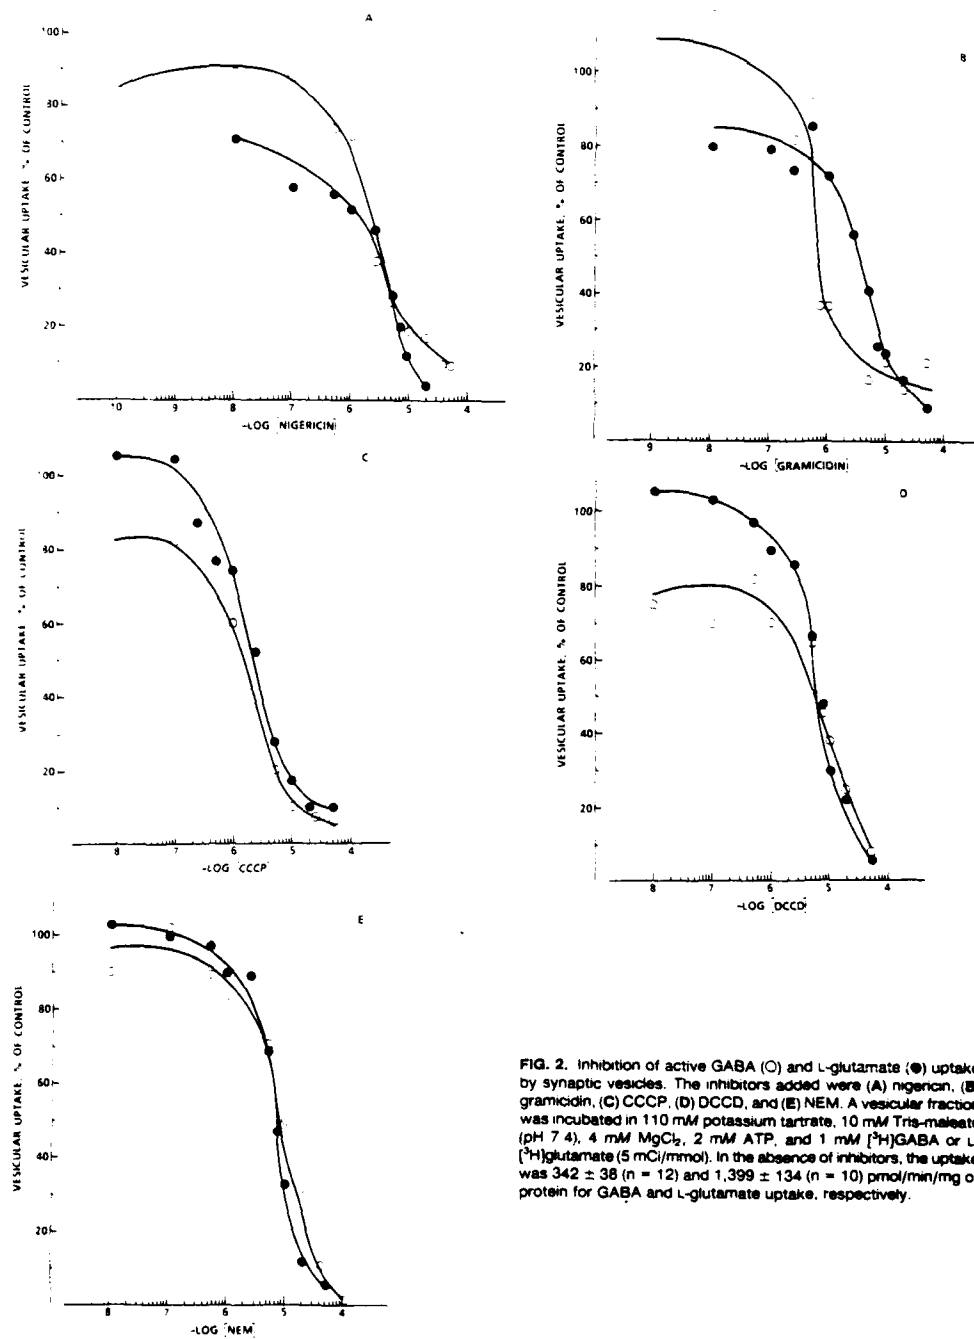 A
VESICULAR UPTAKE, % OF CONTROL
100
80
60
40
20
10 9 8 7 6 5 4
-LOG [NIGERICIN]
B
VESICULAR UPTAKE, % OF CONTROL
100
80
60
40
20
9 8 7 6 5 4
-LOG [GRAMICIDIN]
C
VESICULAR UPTAKE, % OF CONTROL
100
80
60
40
20
8 7 6 5 4
-LOG [CCCP]
D
VESICULAR UPTAKE, % OF CONTROL
100
80
60
40
20
8 7 6 5 4
-LOG [DCCD]
E
VESICULAR UPTAKE, % OF CONTROL
100
80
60
40
20
8 7 6 5 4
-LOG [NEM]
FIG. 2. Inhibition of active GABA (○) and L-glutamate (●) uptake
by synaptic vesicles. The inhibitors added were (A) nigericin, (B)
gramicidin, (C) CCCP, (D) DCCD, and (E) NEM. A vesicular fraction
was incubated in 110 mM potassium tartrate, 10 mM Tris-maleate
(pH 7.4), 4 mM MgCl₂, 2 mM ATP, and 1 mM [³H]GABA or L-
[³H]glutamate (5 mCi/mmol). In the absence of inhibitors, the uptake
was 342 ± 38 (n = 12) and 1,399 ± 134 (n = 10) pmol/min/mg of
protein for GABA and L-glutamate uptake, respectively.